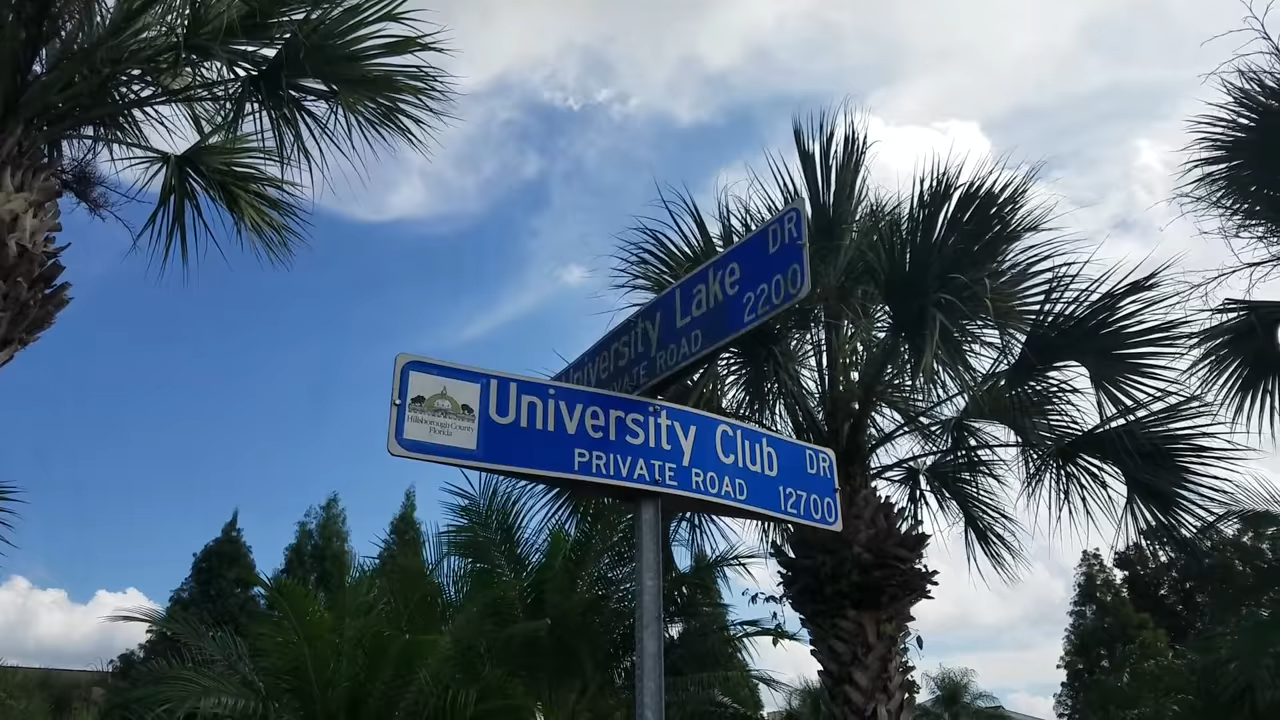 University Lake DR
PRIVATE ROAD 2200
University Club DR
PRIVATE ROAD 12700
Hillsborough County
Florida